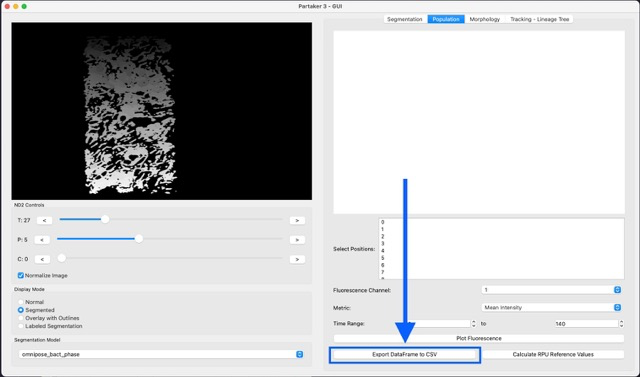 Partaker 3 - GUI
Segmentation Population Morphology Tracking - Lineage Tree
ND2 Controls
T: 27 < >
P: 5 < >
C: 0 < >
Normalize Image
Display Mode
Normal
Segmented
Overlay with Outlines
Labeled Segmentation
Segmentation Model
omnipose_bact_phase
Select Positions:
0
1
2
3
4
5
6
7
Fluorescence Channel: 1
Metric: Mean Intensity
Time Range: to 140
Plot Fluorescence
Export DataFrame to CSV Calculate RPU Reference Values